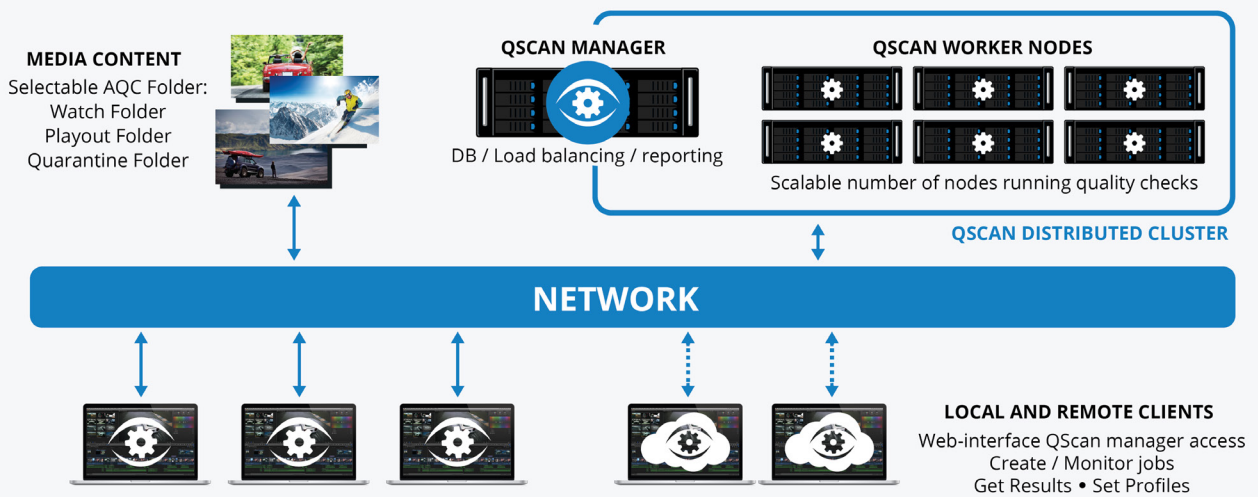 MEDIA CONTENT
Selectable AQC Folder:
Watch Folder
Playout Folder
Quarantine Folder
QSCAN MANAGER
DB / Load balancing / reporting
QSCAN WORKER NODES
Scalable number of nodes running quality checks
QSCAN DISTRIBUTED CLUSTER
NETWORK
LOCAL AND REMOTE CLIENTS
Web-interface QScan manager access
Create / Monitor jobs
Get Results • Set Profiles